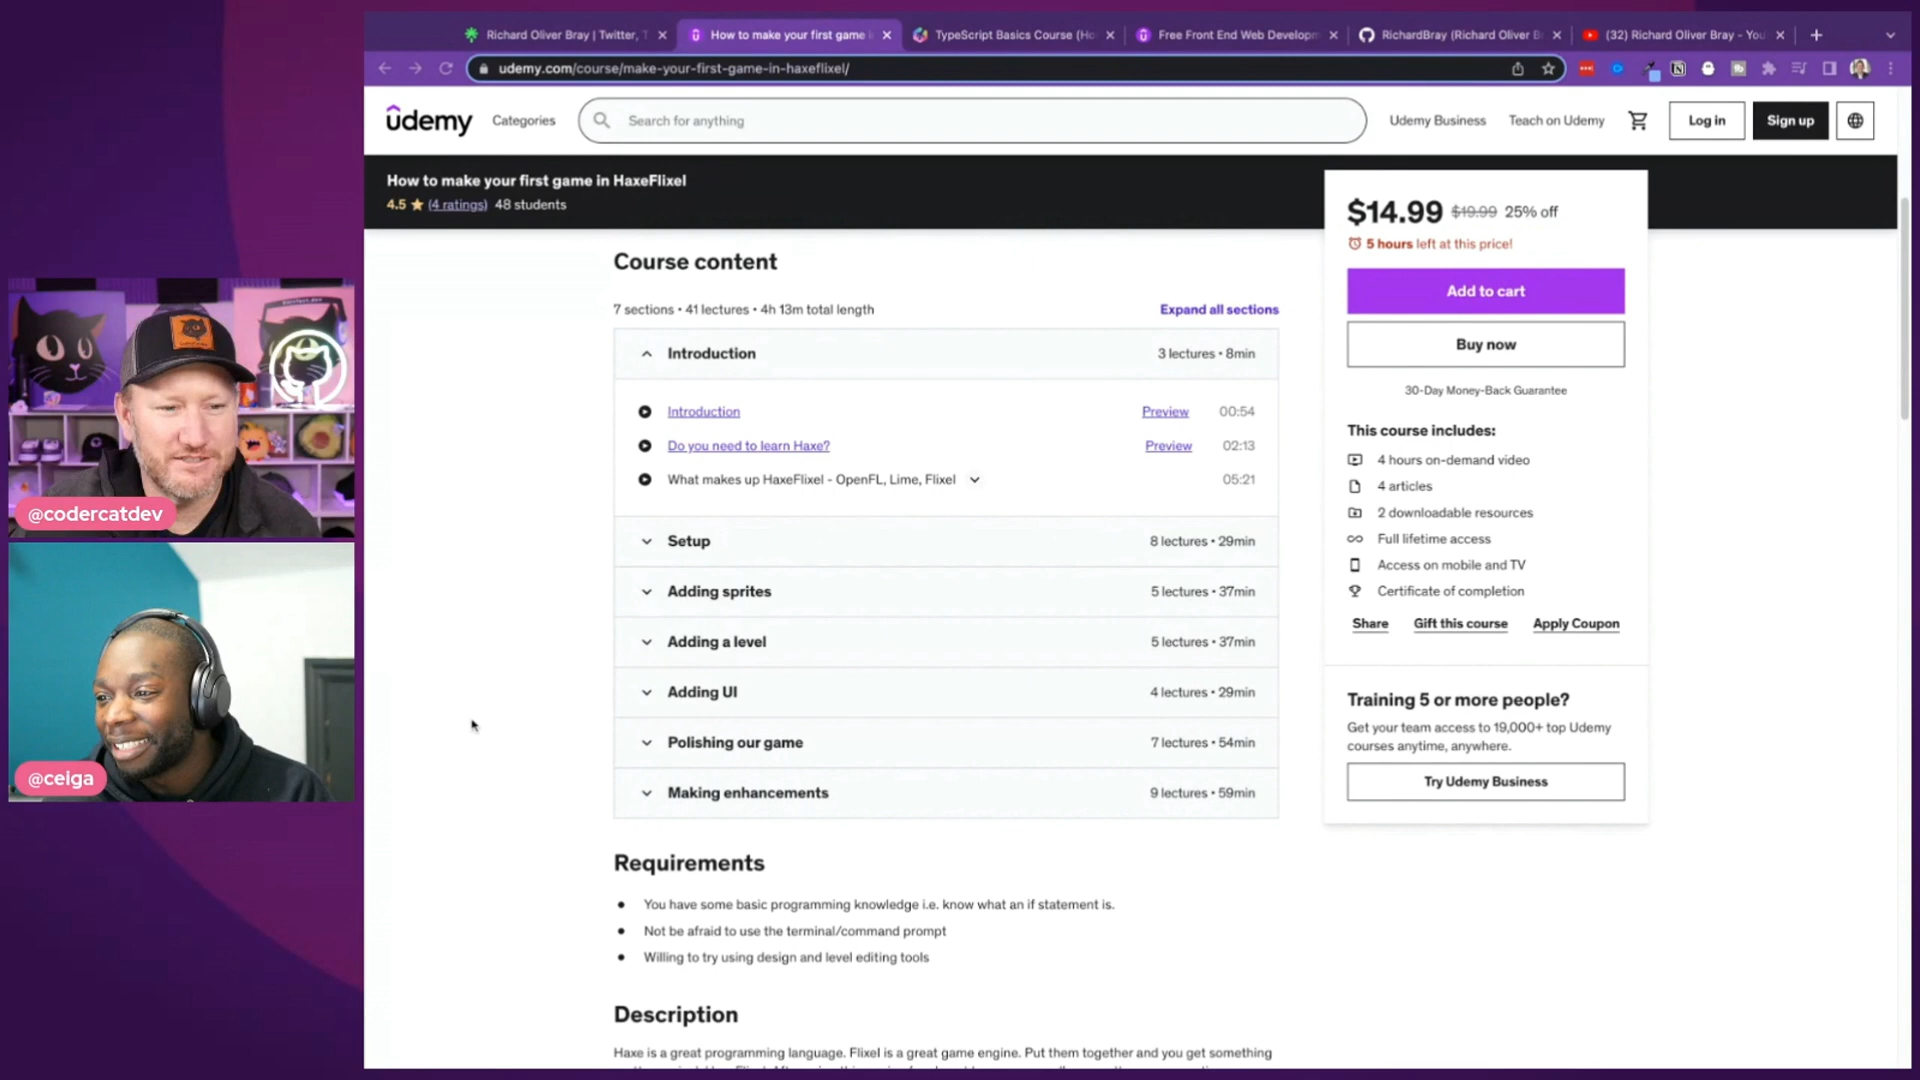 Richard Oliver Bray | Twitter, T
How to make your first game i
TypeScript Basics Course (Ho
Free Front End Web Developm
RichardBray (Richard Oliver B
(32) Richard Oliver Bray - You
udemy.com/course/make-your-first-game-in-haxeflixel/
udemy
Categories
Search for anything
Udemy Business
Teach on Udemy
Log in
Sign up
How to make your first game in HaxeFlixel
4.5 ★ (4 ratings) 48 students
$14.99 $19.99 25% off
5 hours left at this price!
Add to cart
Buy now
30-Day Money-Back Guarantee
This course includes:
4 hours on-demand video
4 articles
2 downloadable resources
Full lifetime access
Access on mobile and TV
Certificate of completion
Share Gift this course Apply Coupon
Training 5 or more people?
Get your team access to 19,000+ top Udemy
courses anytime, anywhere.
Try Udemy Business
Course content
7 sections • 41 lectures • 4h 13m total length
Expand all sections
Introduction 3 lectures • 8min
Introduction Preview 00:54
Do you need to learn Haxe? Preview 02:13
What makes up HaxeFlixel - OpenFL, Lime, Flixel 05:21
Setup 8 lectures • 29min
Adding sprites 5 lectures • 37min
Adding a level 5 lectures • 37min
Adding UI 4 lectures • 29min
Polishing our game 7 lectures • 54min
Making enhancements 9 lectures • 59min
Requirements
You have some basic programming knowledge i.e. know what an if statement is.
Not be afraid to use the terminal/command prompt
Willing to try using design and level editing tools
Description
Haxe is a great programming language. Flixel is a great game engine. Put them together and you get something
@codercatdev
@ceiga